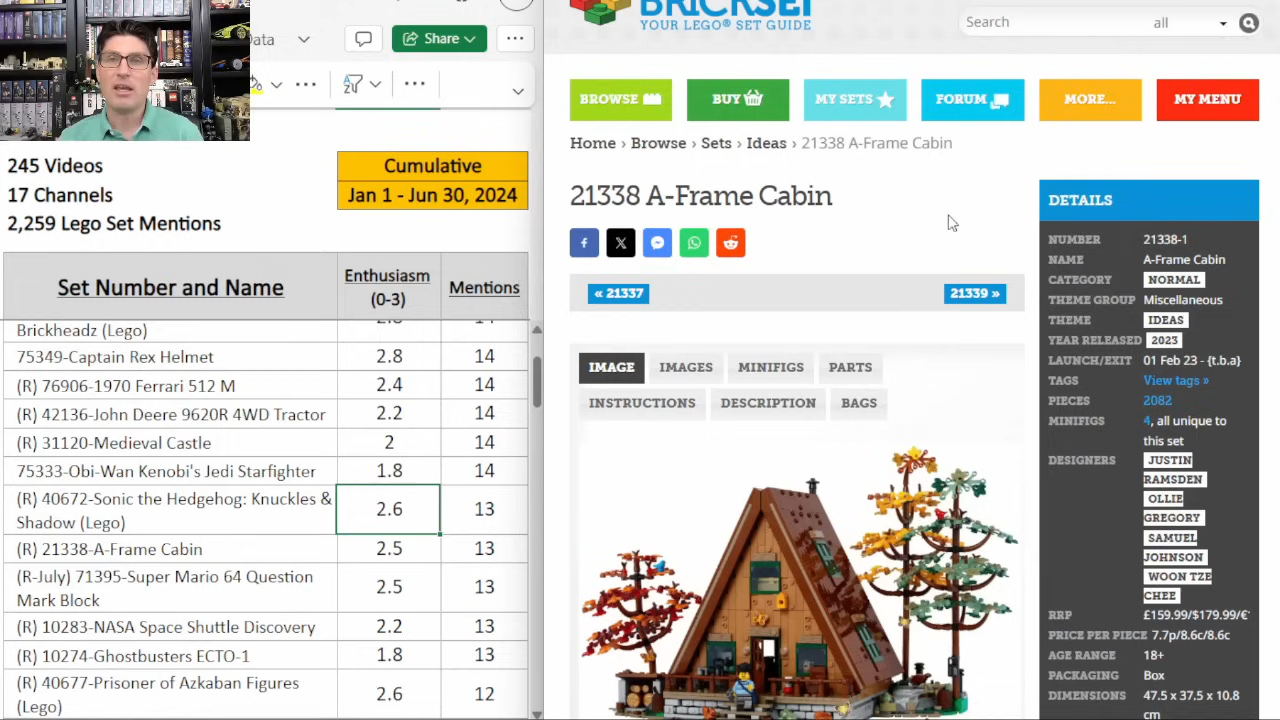 ata
Share
245 Videos
17 Channels
2,259 Lego Set Mentions
Cumulative
Jan 1 - Jun 30, 2024
Set Number and Name
Enthusiasm
(0-3)
Mentions
Brickheadz (Lego)
75349-Captain Rex Helmet 2.8 14
(R) 76906-1970 Ferrari 512 M 2.4 14
(R) 42136-John Deere 9620R 4WD Tractor 2.2 14
(R) 31120-Medieval Castle 2 14
75333-Obi-Wan Kenobi's Jedi Starfighter 1.8 14
(R) 40672-Sonic the Hedgehog: Knuckles &
Shadow (Lego) 2.6 13
(R) 21338-A-Frame Cabin 2.5 13
(R-July) 71395-Super Mario 64 Question
Mark Block 2.5 13
(R) 10283-NASA Space Shuttle Discovery 2.2 13
(R) 10274-Ghostbusters ECTO-1 1.8 13
(R) 40677-Prisoner of Azkaban Figures
(Lego) 2.6 12
BRICKSET
YOUR LEGO® SET GUIDE
Search all
BROWSE BUY MY SETS FORUM MORE... MY MENU
Home › Browse › Sets › Ideas › 21338 A-Frame Cabin
21338 A-Frame Cabin
« 21337 21339 »
IMAGE IMAGES MINIFIGS PARTS
INSTRUCTIONS DESCRIPTION BAGS
DETAILS
NUMBER 21338-1
NAME A-Frame Cabin
CATEGORY NORMAL
THEME GROUP Miscellaneous
THEME IDEAS
YEAR RELEASED 2023
LAUNCH/EXIT 01 Feb 23 - {t.b.a}
TAGS View tags »
PIECES 2082
MINIFIGS 4, all unique to
this set
DESIGNERS JUSTIN
RAMSDEN
OLLIE
GREGORY
SAMUEL
JOHNSON
WOON TZE
CHEE
RRP £159.99/$179.99/€
PRICE PER PIECE 7.7p/8.6c/8.6c
AGE RANGE 18+
PACKAGING Box
DIMENSIONS 47.5 x 37.5 x 10.8
cm